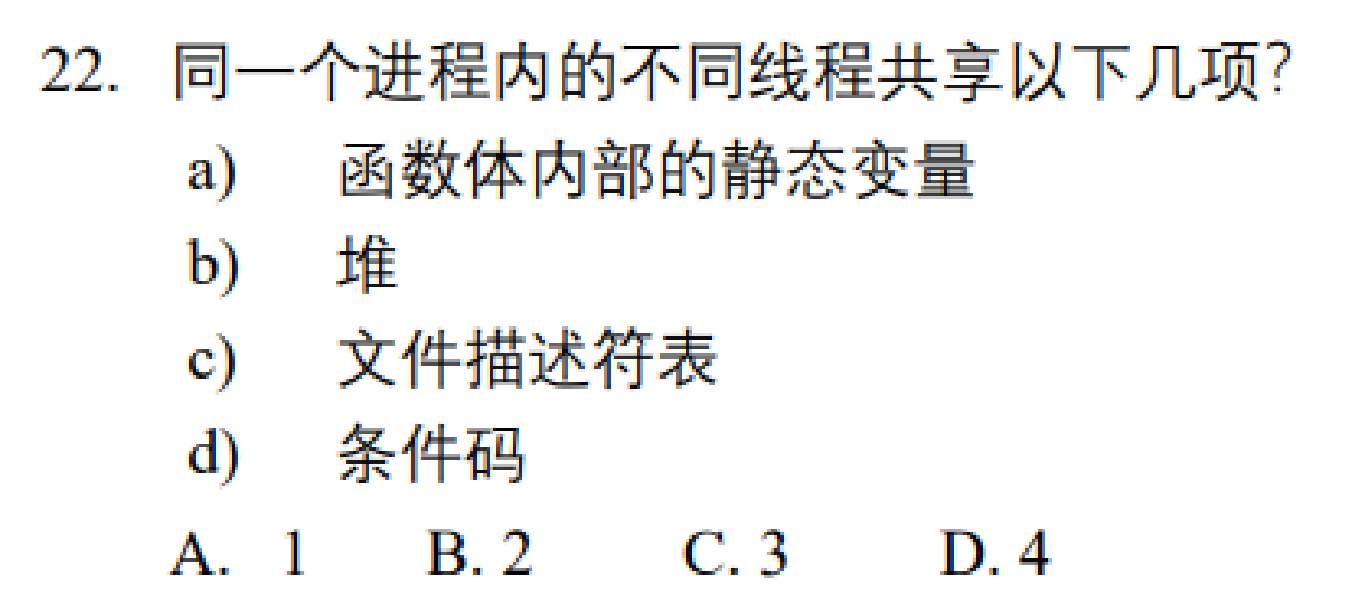 22. 同一个进程内的不同线程共享以下几项?
a) 函数体内部的静态变量
b) 堆
c) 文件描述符表
d) 条件码
A. 1 B. 2 C. 3 D. 4